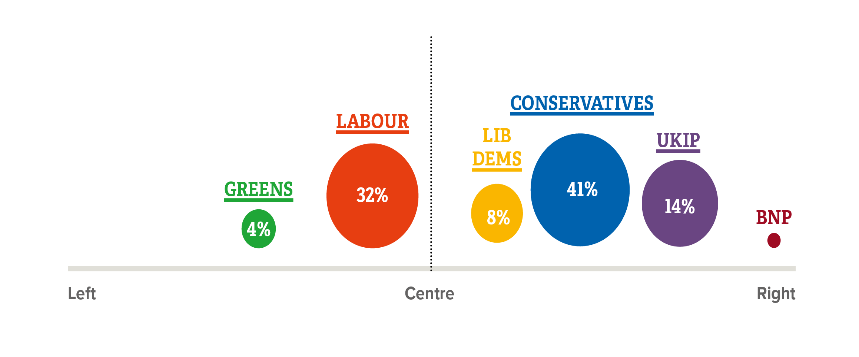 CONSERVATIVES
LABOUR
LIB
DEMS
UKIP
GREENS
BNP
4%
32%
8%
41%
14%
Left
Centre
Right